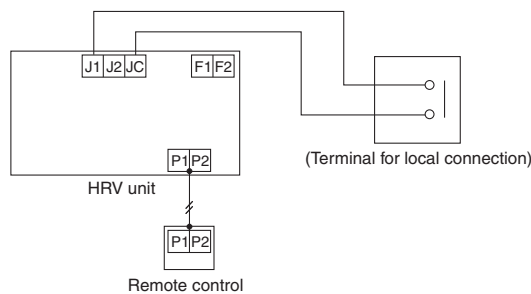 J1 J2 JC F1 F2
(Terminal for local connection)
P1 P2
HRV unit
P1 P2
Remote control